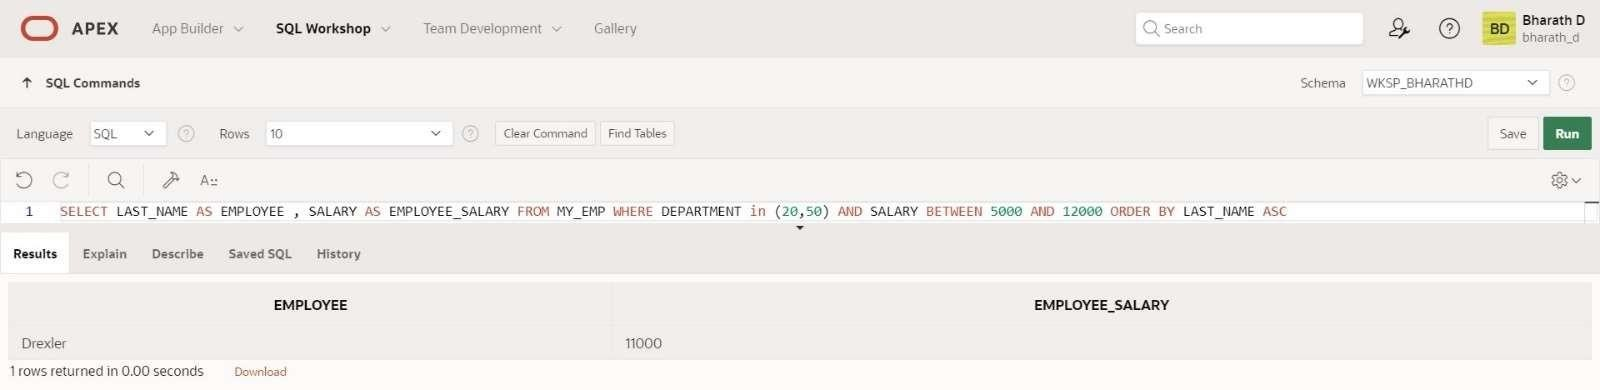 APEX App Builder SQL Workshop Team Development Gallery Search BD Bharath D
bharath_d
SQL Commands Schema WKSP_BHARATHD
Language SQL Rows 10 Clear Command Find Tables Save Run
A::
1 SELECT LAST_NAME AS EMPLOYEE , SALARY AS EMPLOYEE_SALARY FROM MY_EMP WHERE DEPARTMENT in (20,50) AND SALARY BETWEEN 5000 AND 12000 ORDER BY LAST_NAME ASC
Results Explain Describe Saved SQL History
EMPLOYEE EMPLOYEE_SALARY
Drexler 11000
1 rows returned in 0.00 seconds Download